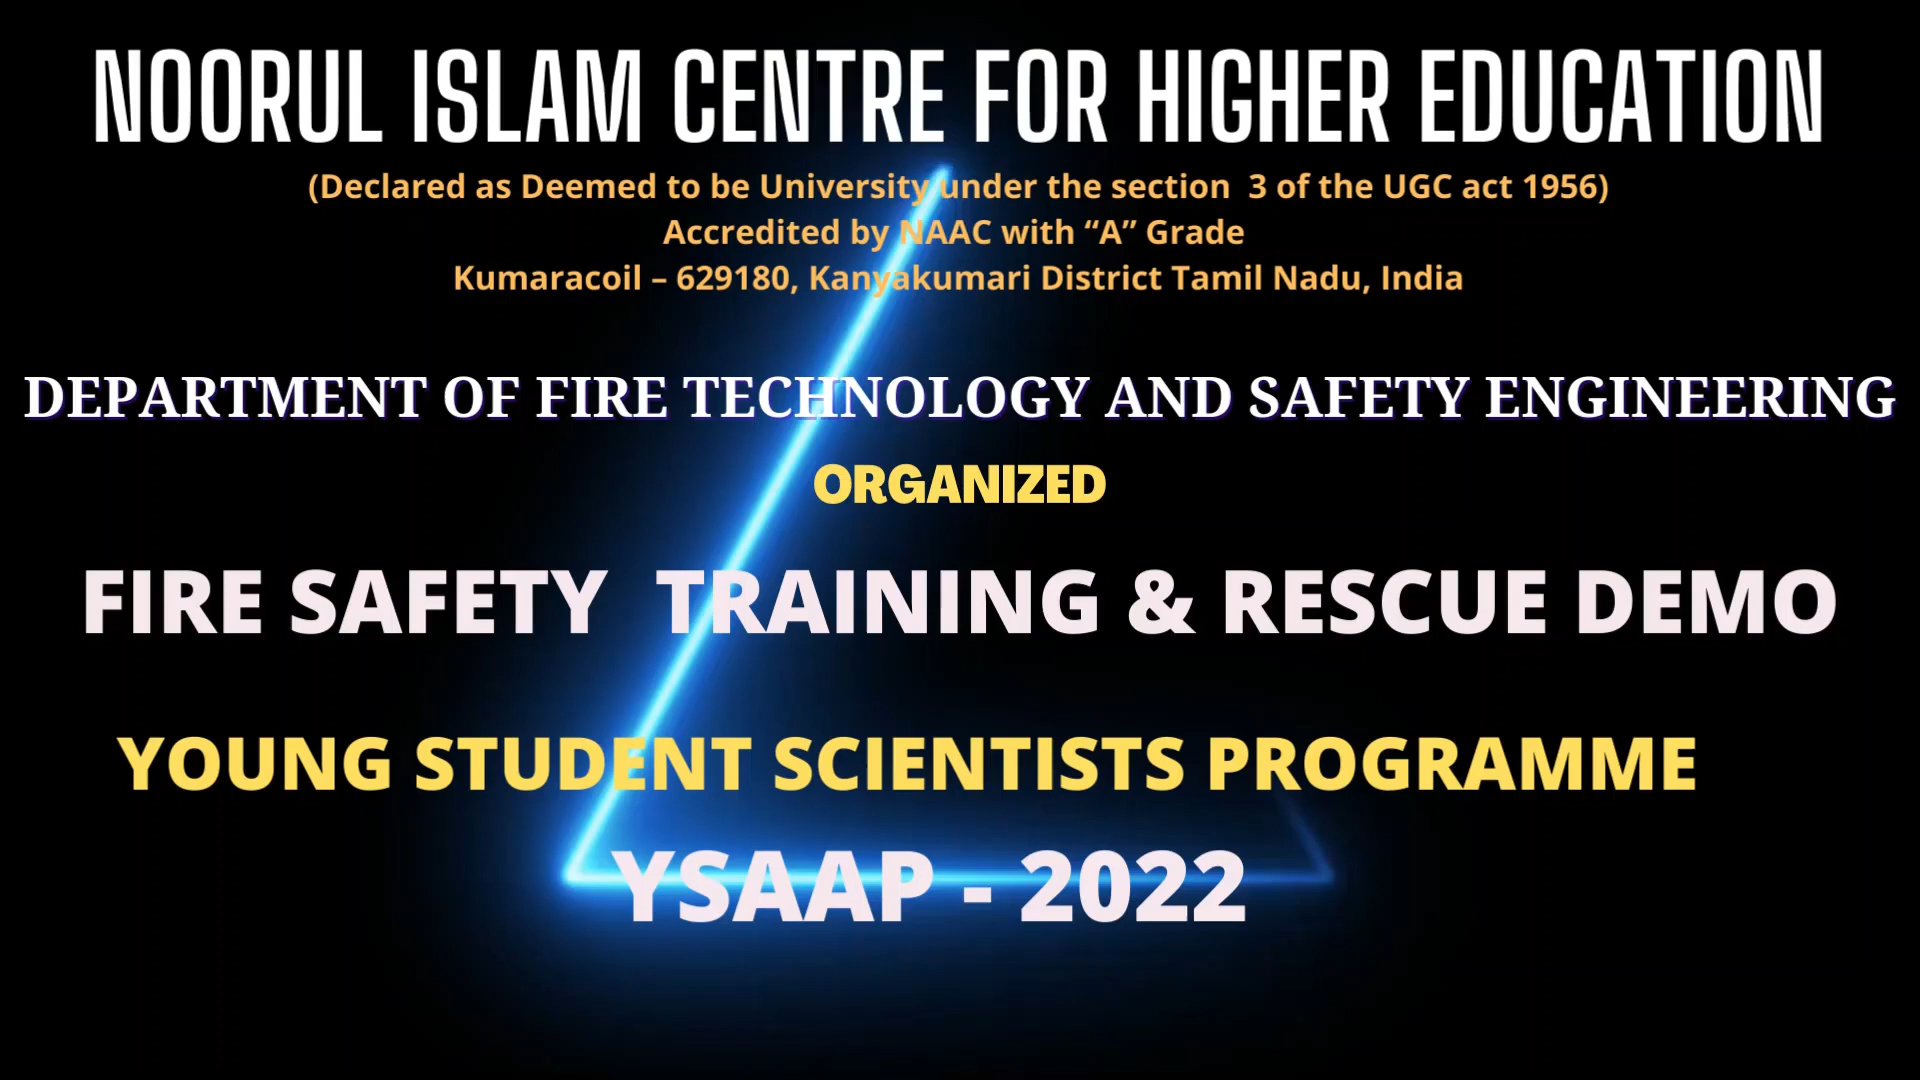 NOORUL ISLAM CENTRE FOR HIGHER EDUCATION
(Declared as Deemed to be University under the section 3 of the UGC act 1956)
Accredited by NAAC with “A” Grade
Kumaracoil – 629180, Kanyakumari District Tamil Nadu, India
DEPARTMENT OF FIRE TECHNOLOGY AND SAFETY ENGINEERING
ORGANIZED
FIRE SAFETY TRAINING & RESCUE DEMO
YOUNG STUDENT SCIENTISTS PROGRAMME
YSAAP - 2022